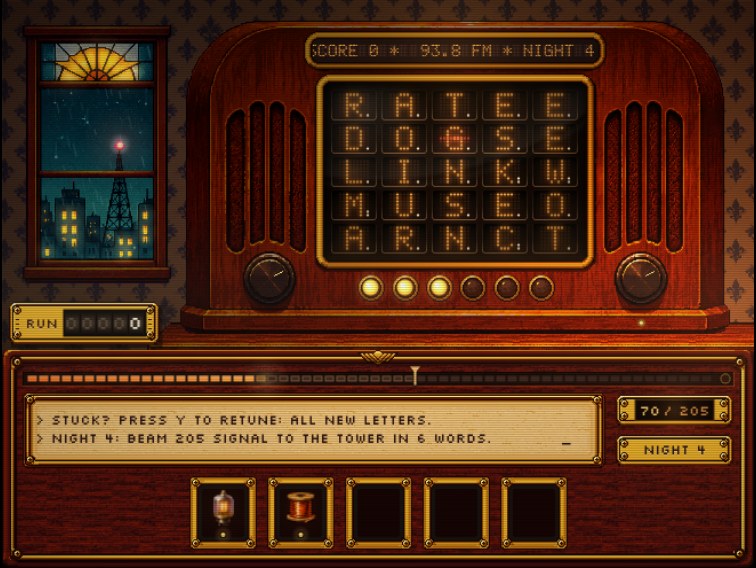 SCORE 0 * 93.8 FM * NIGHT 4
R. A. T. E. E.
D. O. G. S. E.
L. I. N. K. W.
M. U. S. E. O.
A. R. N. C. T.
RUN 00000
70 / 205
> STUCK? PRESS Y TO RETUNE: ALL NEW LETTERS.
> NIGHT 4: BEAM 205 SIGNAL TO THE TOWER IN 6 WORDS. _
NIGHT 4